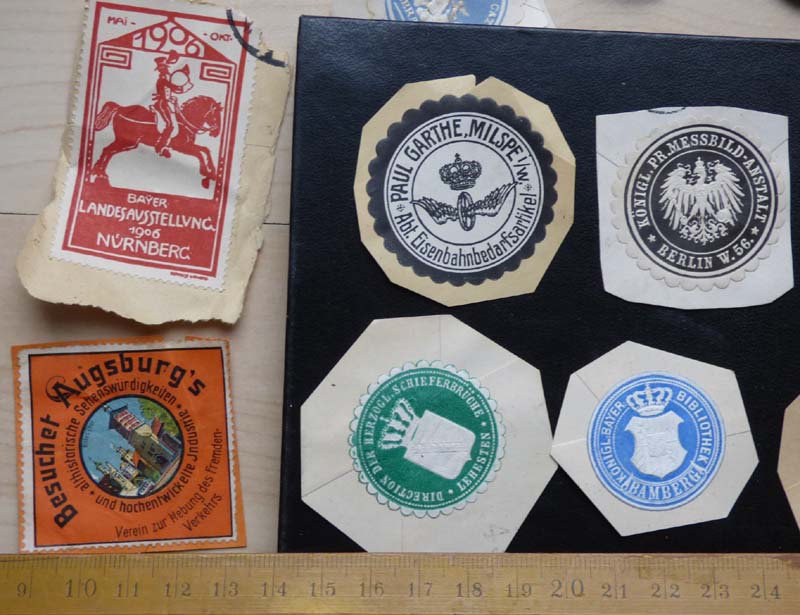 MAI -
- OKT.
1906
BAYER
LANDESAUSSTELLUNG
1906
NÜRNBERG
PAUL GARTHE, MILSPE i/W.
Abt. Eisenbahnbedarfsartikel
KÖNIGL. PR. MESSBILD-ANSTALT
BERLIN W. 56.
Besuchet Augsburg's
althistorische Sehenswürdigkeiten
und hochentwickelte Industrie
Verein zur Hebung des Fremden-
Verkehrs
DIRECTION DER HERZOGL. SCHIEFERBRÜCHE
LEHESTEN
KÖNIGL. BAYER. BIBLIOTHEK
BAMBERG
9 10 11 12 13 14 15 16 17 18 19 20 21 22 23 24